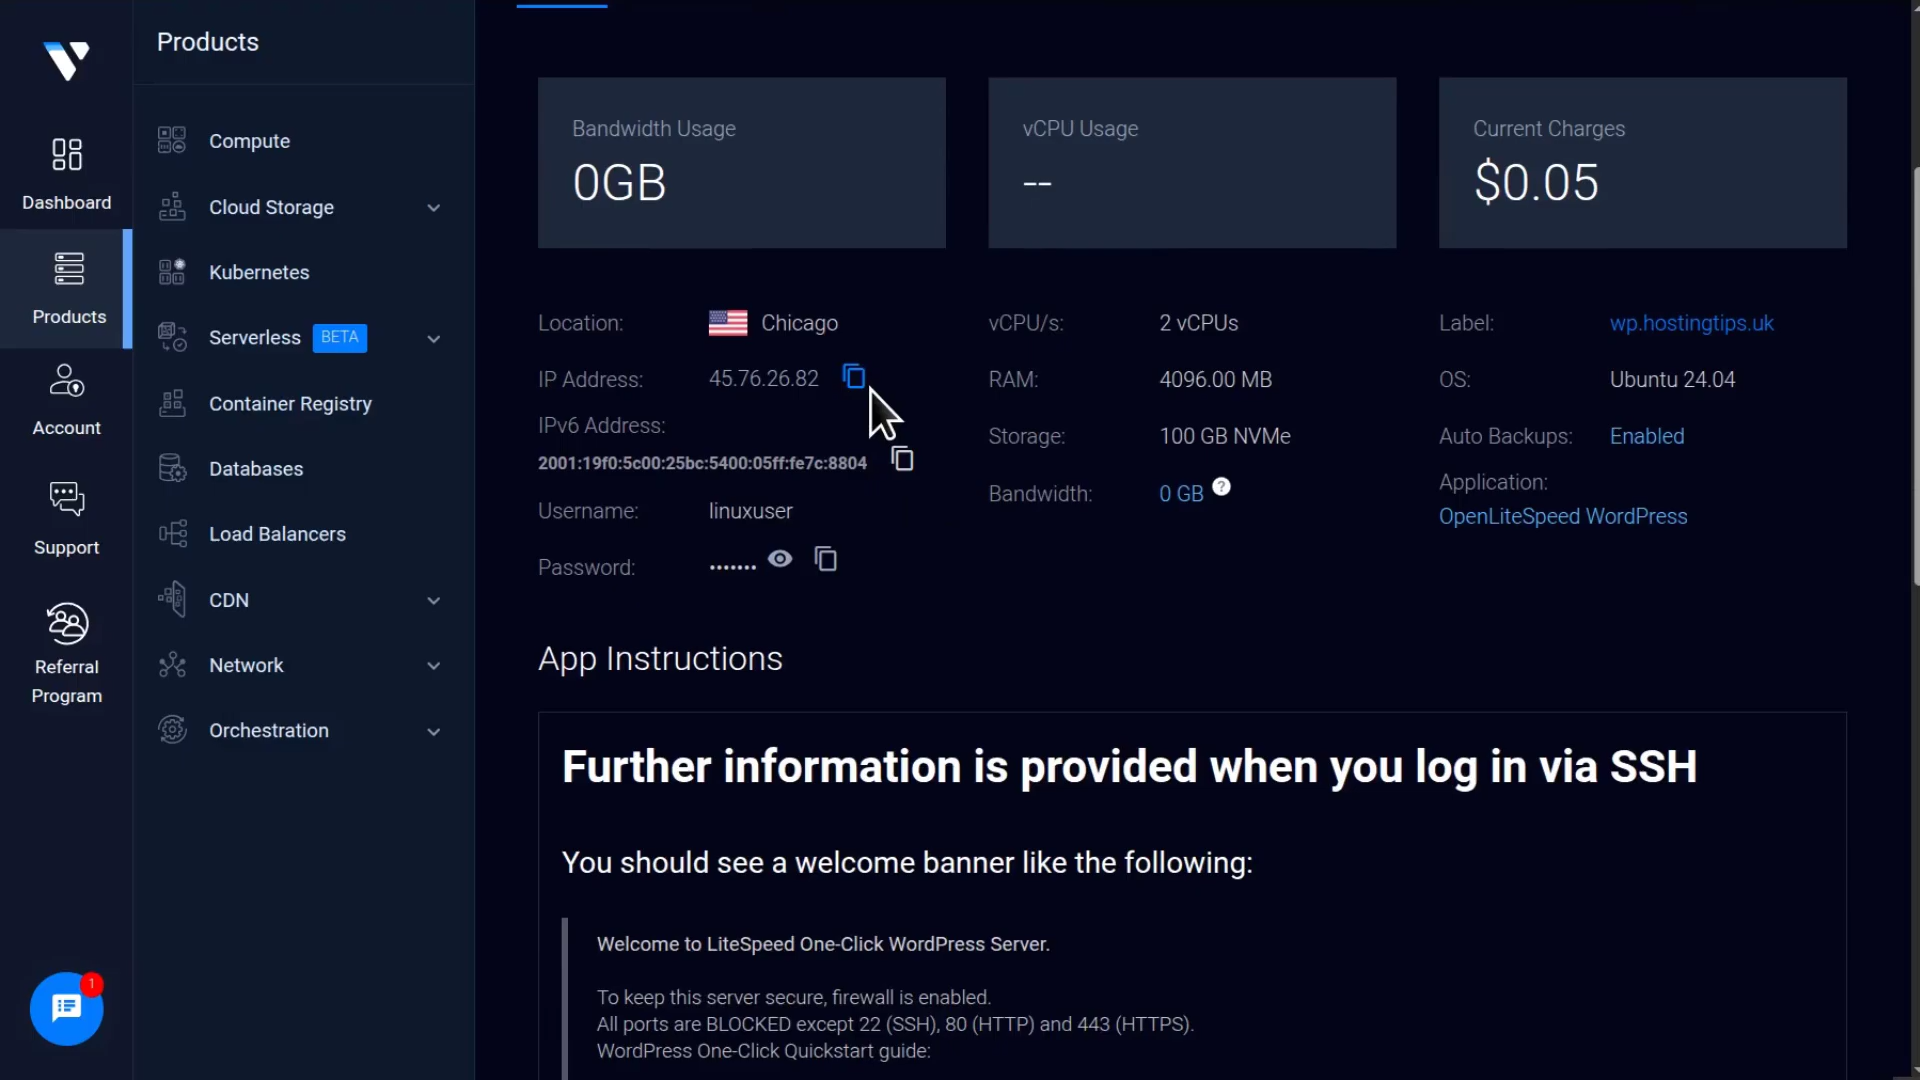 Products
Dashboard
Products
Account
Support
Referral
Program
1
Compute
Cloud Storage
Kubernetes
Serverless BETA
Container Registry
Databases
Load Balancers
CDN
Network
Orchestration
Bandwidth Usage
0GB
vCPU Usage
--
Current Charges
$0.05
Location: Chicago
IP Address: 45.76.26.82
IPv6 Address:
2001:19f0:5c00:25bc:5400:05ff:fe7c:8804
Username: linuxuser
Password: •••••••
vCPU/s: 2 vCPUs
RAM: 4096.00 MB
Storage: 100 GB NVMe
Bandwidth: 0 GB ?
Label: wp.hostingtips.uk
OS: Ubuntu 24.04
Auto Backups: Enabled
Application:
OpenLiteSpeed WordPress
App Instructions
Further information is provided when you log in via SSH
You should see a welcome banner like the following:
Welcome to LiteSpeed One-Click WordPress Server.
To keep this server secure, firewall is enabled.
All ports are BLOCKED except 22 (SSH), 80 (HTTP) and 443 (HTTPS).
WordPress One-Click Quickstart guide: